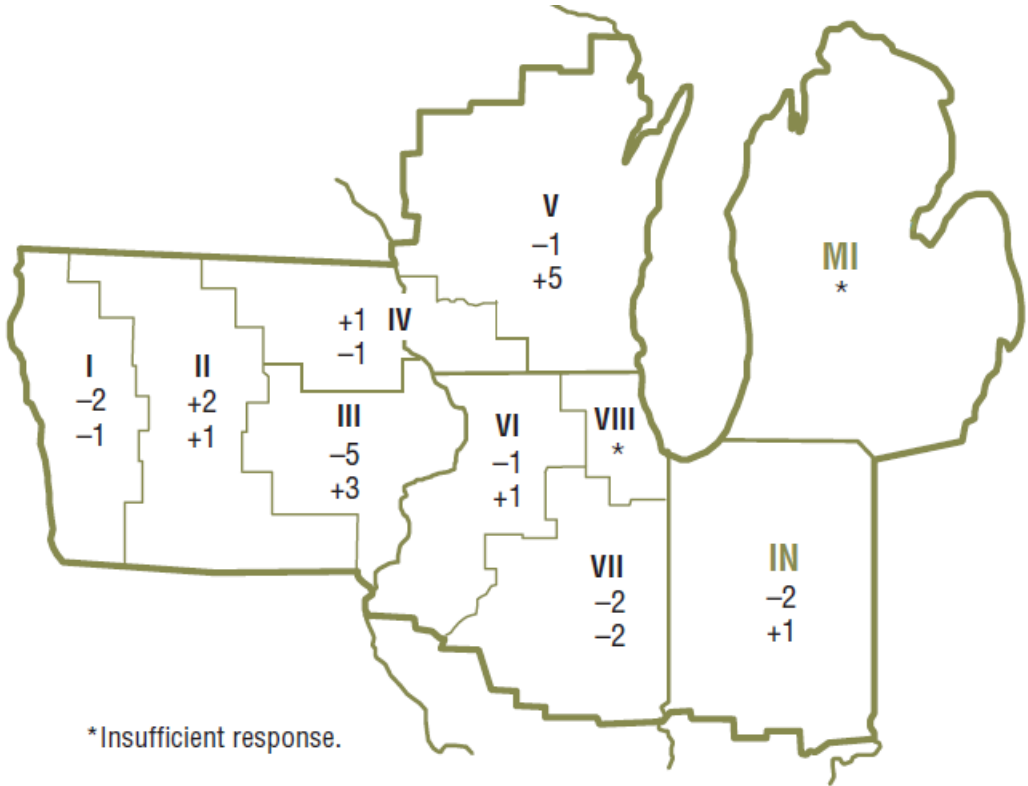 V
–1
+5
MI
*
+1 IV
–1
I
–2
–1
II
+2
+1
III
–5
+3
VI
–1
+1
VIII
*
VII
–2
–2
IN
–2
+1
*Insufficient response.